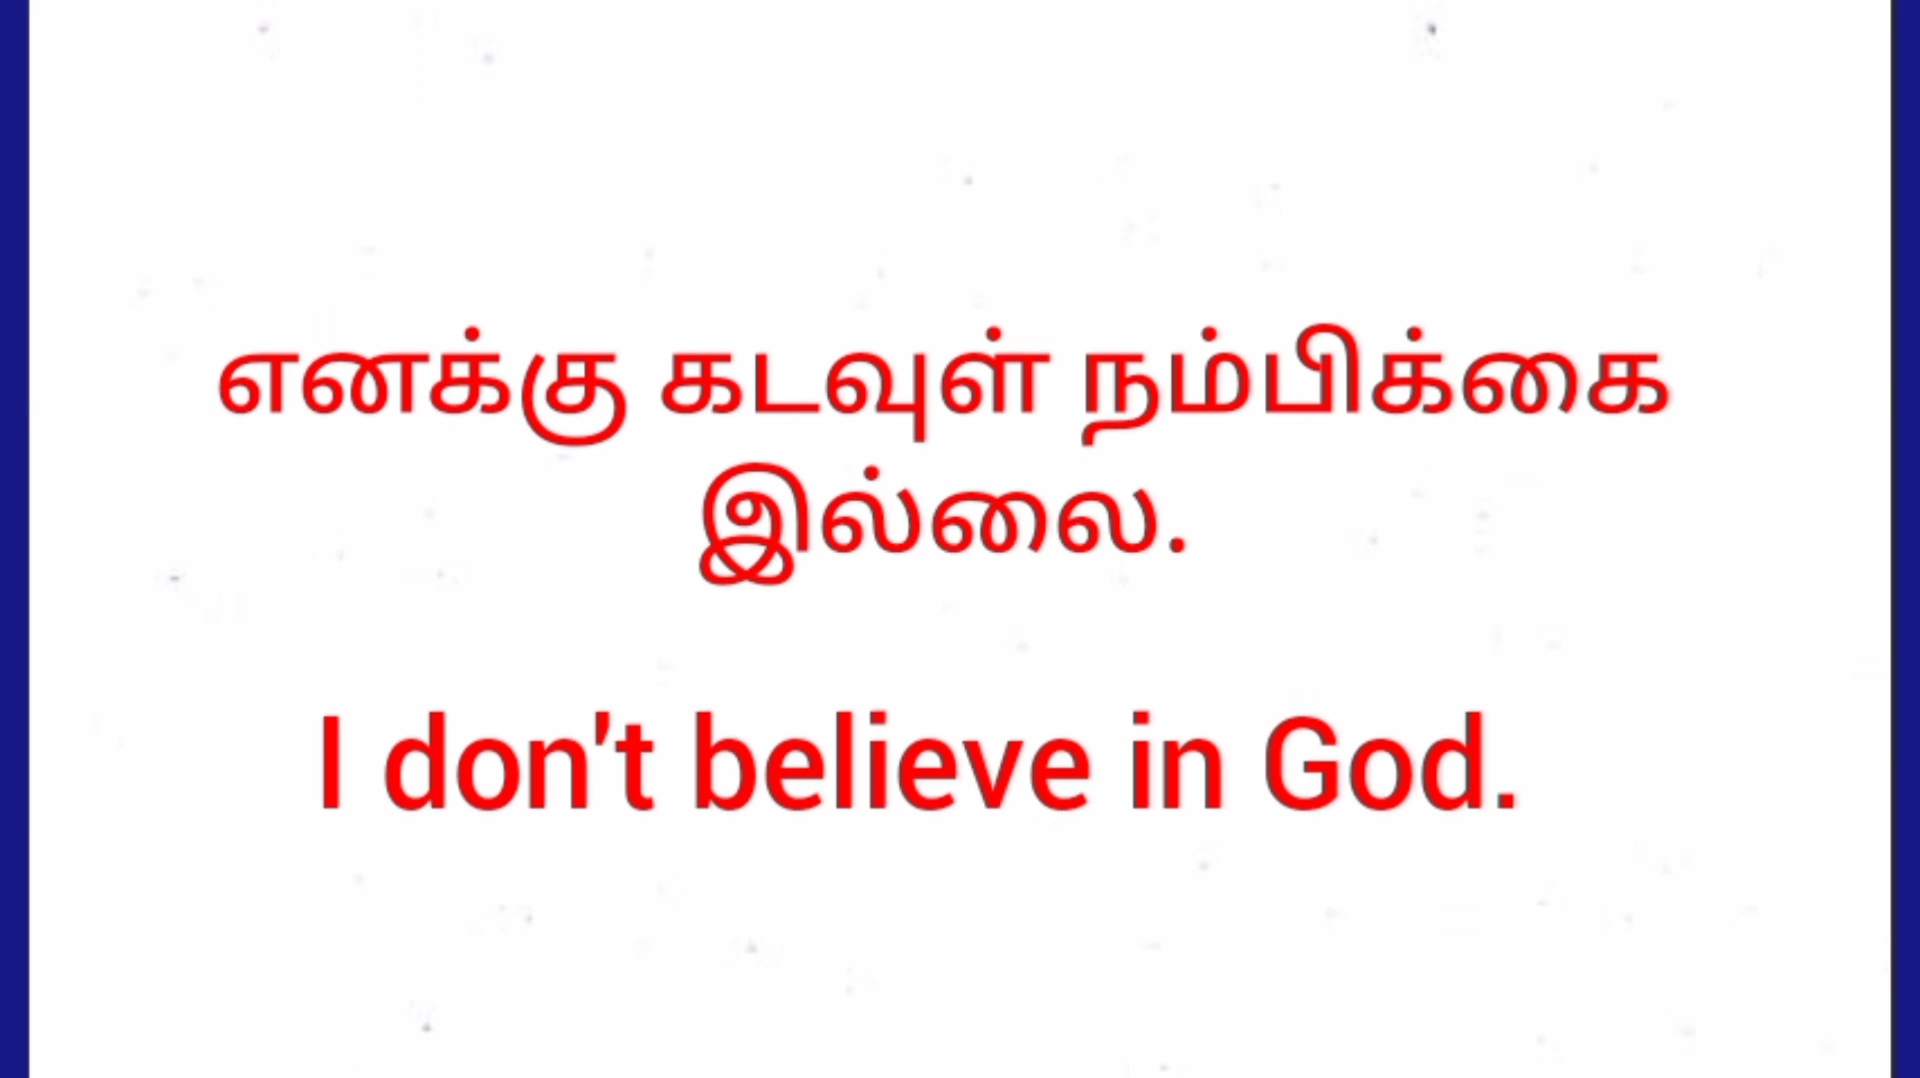 எனக்கு கடவுள் நம்பிக்கை
இல்லை.
I don't believe in God.